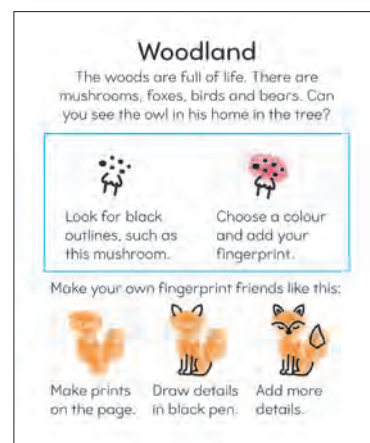 Woodland
The woods are full of life. There are
mushrooms, foxes, birds and bears. Can
you see the owl in his home in the tree?
Look for black
outlines, such as
this mushroom.
Choose a colour
and add your
fingerprint.
Make your own fingerprint friends like this:
Make prints
on the page.
Draw details
in black pen.
Add more
details.